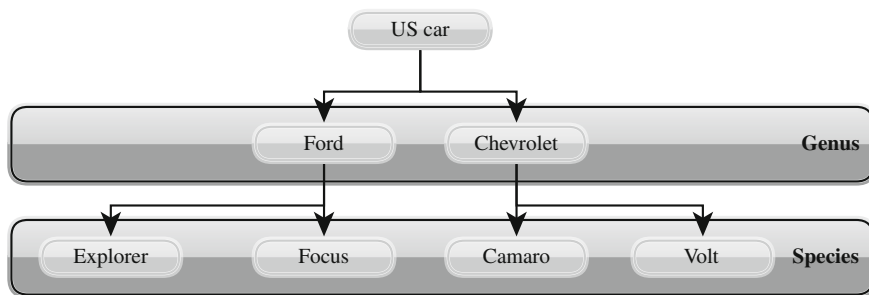 US car
Ford
Chevrolet
Genus
Explorer
Focus
Camaro
Volt
Species